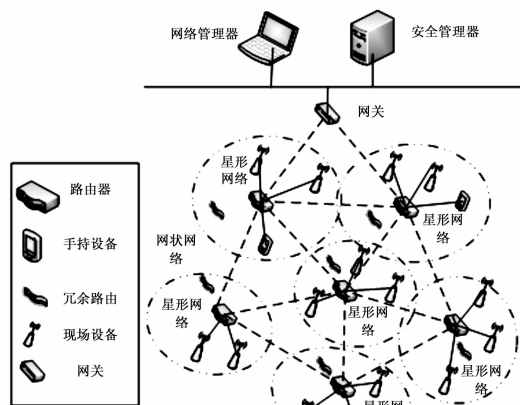 网络管理器
安全管理器
网关
星形
网络
星形网
络
网状网
络
星形网
络
星形网
络
星形网
络
星形网
路由器
手持设备
冗余路由
现场设备
网关